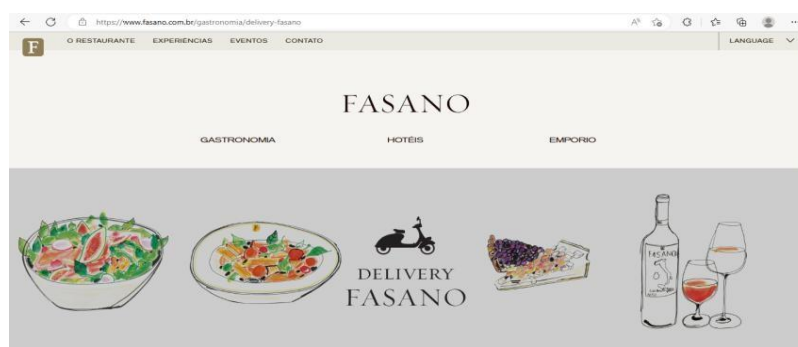 https://www.fasano.com.br/gastronomia/delivery-fasano
F O RESTAURANTE EXPERIÊNCIAS EVENTOS CONTATO LANGUAGE
FASANO
GASTRONOMIA HOTÉIS EMPORIO
DELIVERY
FASANO
FASANO